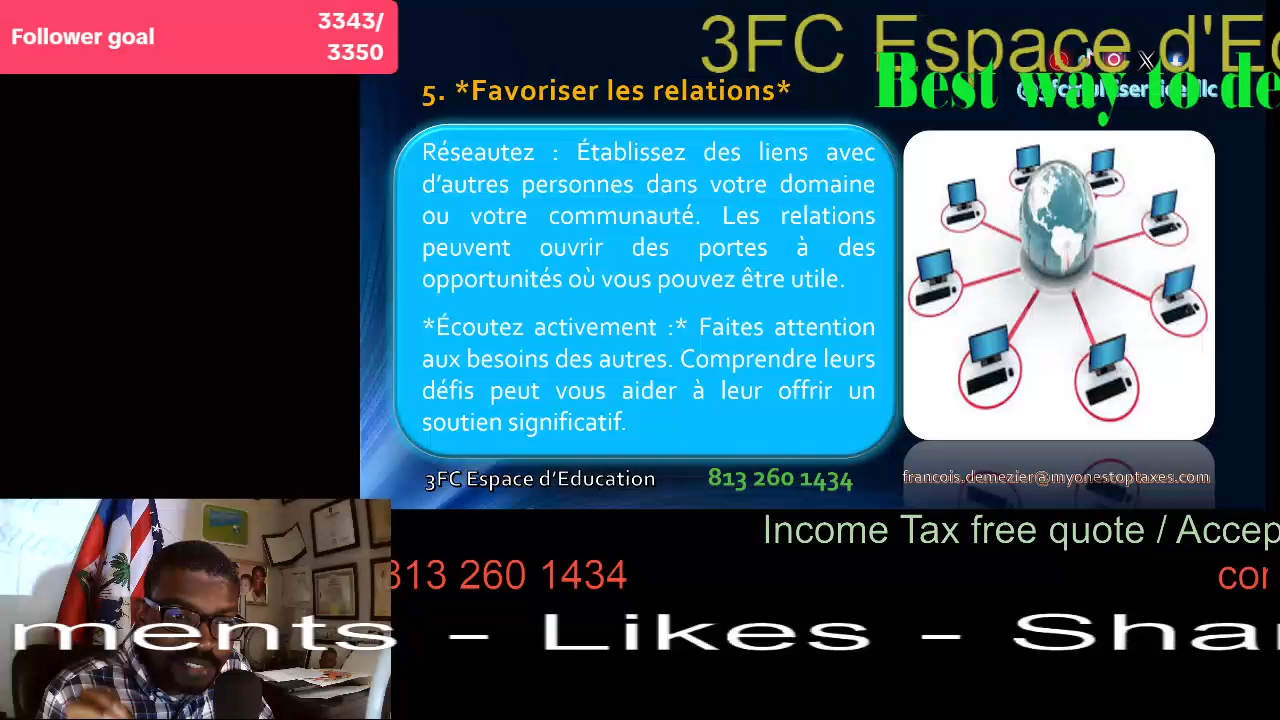 Follower goal
3343/
3350
3FC Espace d'Ed
Best way to de
5. *Favoriser les relations*
Réseautez : Établissez des liens avec
d'autres personnes dans votre domaine
ou votre communauté. Les relations
peuvent ouvrir des portes à des
opportunités où vous pouvez être utile.
*Écoutez activement :* Faites attention
aux besoins des autres. Comprendre leurs
défis peut vous aider à leur offrir un
soutien significatif.
3FC Espace d'Education
813 260 1434
francois.demezier@myonestoptaxes.com
Income Tax free quote / Accep
813 260 1434
ments - Likes - Shar